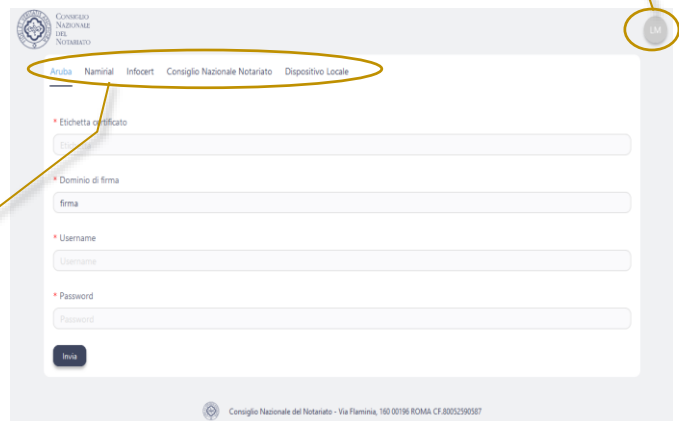 CONSIGLIO
NAZIONALE
DEL
NOTARIATO
LM
Aruba Namirial Infocert Consiglio Nazionale Notariato Dispositivo Locale
* Etichetta certificato
Etichetta
* Dominio di firma
firma
* Username
Username
* Password
Password
Invia
Consiglio Nazionale del Notariato - Via Flaminia, 160 00196 ROMA CF.80052590587